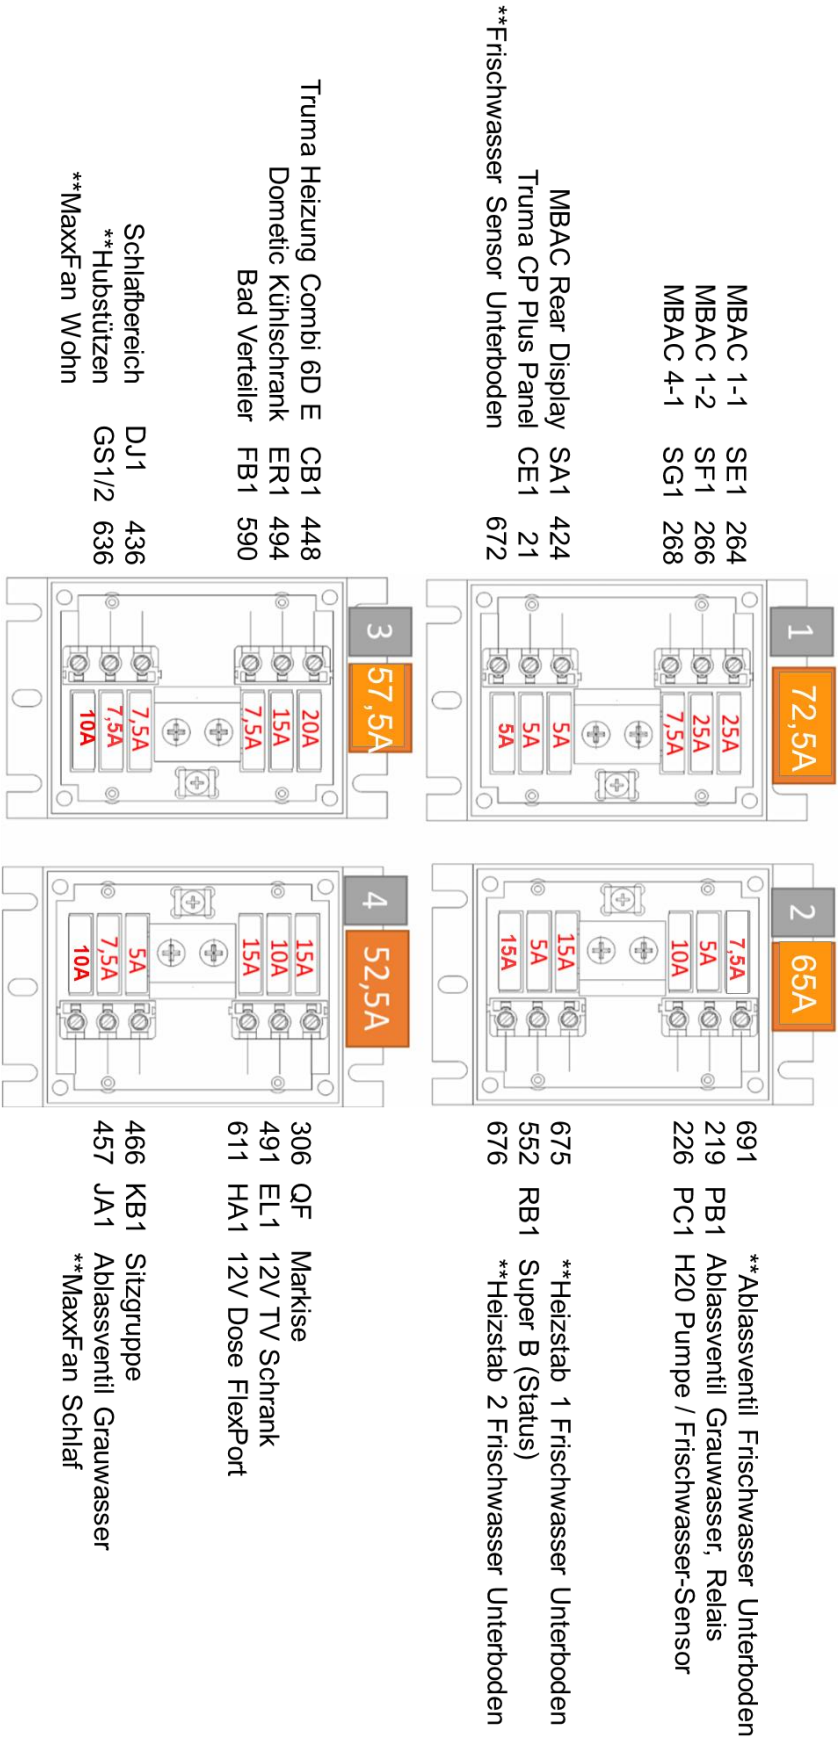 1
72,5A
MBAC 1-1 SE1 264 25A
MBAC 1-2 SF1 266 25A
MBAC 4-1 SG1 268 7,5A
MBAC Rear Display SA1 424 5A
Truma CP Plus Panel CE1 21 5A
**Frischwasser Sensor Unterboden 672 5A
2
65A
7,5A 691 **Ablassventil Frischwasser Unterboden
5A 219 PB1 Ablassventil Grauwasser, Relais
10A 226 PC1 H20 Pumpe / Frischwasser-Sensor
15A 675 **Heizstab 1 Frischwasser Unterboden
5A 552 RB1 Super B (Status)
15A 676 **Heizstab 2 Frischwasser Unterboden
3
57,5A
Truma Heizung Combi 6D E CB1 448 20A
Dometic Kühlschrank ER1 494 15A
Bad Verteiler FB1 590 7,5A
Schlafbereich DJ1 436 7,5A
**Hubstützen GS1/2 636 7,5A
**MaxxFan Wohn 10A
4
52,5A
15A 306 QF Markise
10A 491 EL1 12V TV Schrank
15A 611 HA1 12V Dose FlexPort
5A 466 KB1 Sitzgruppe
7,5A 457 JA1 Ablassventil Grauwasser
10A **MaxxFan Schlaf